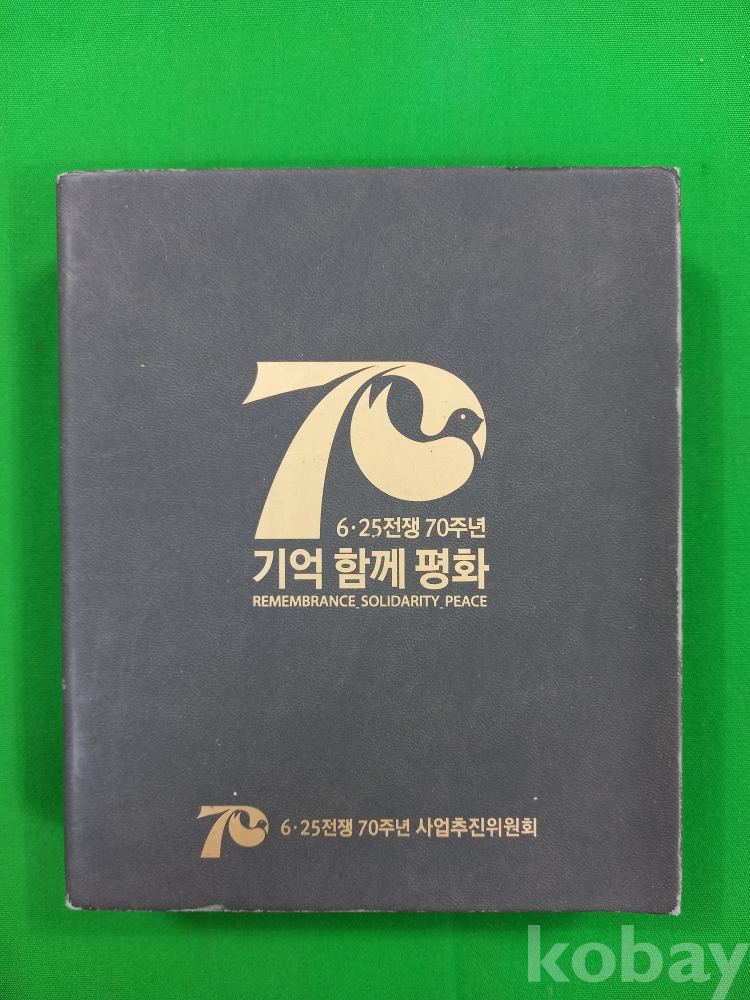 70
6·25전쟁 70주년
기억 함께 평화
REMEMBRANCE_SOLIDARITY_PEACE
70 6·25전쟁 70주년 사업추진위원회
kobay